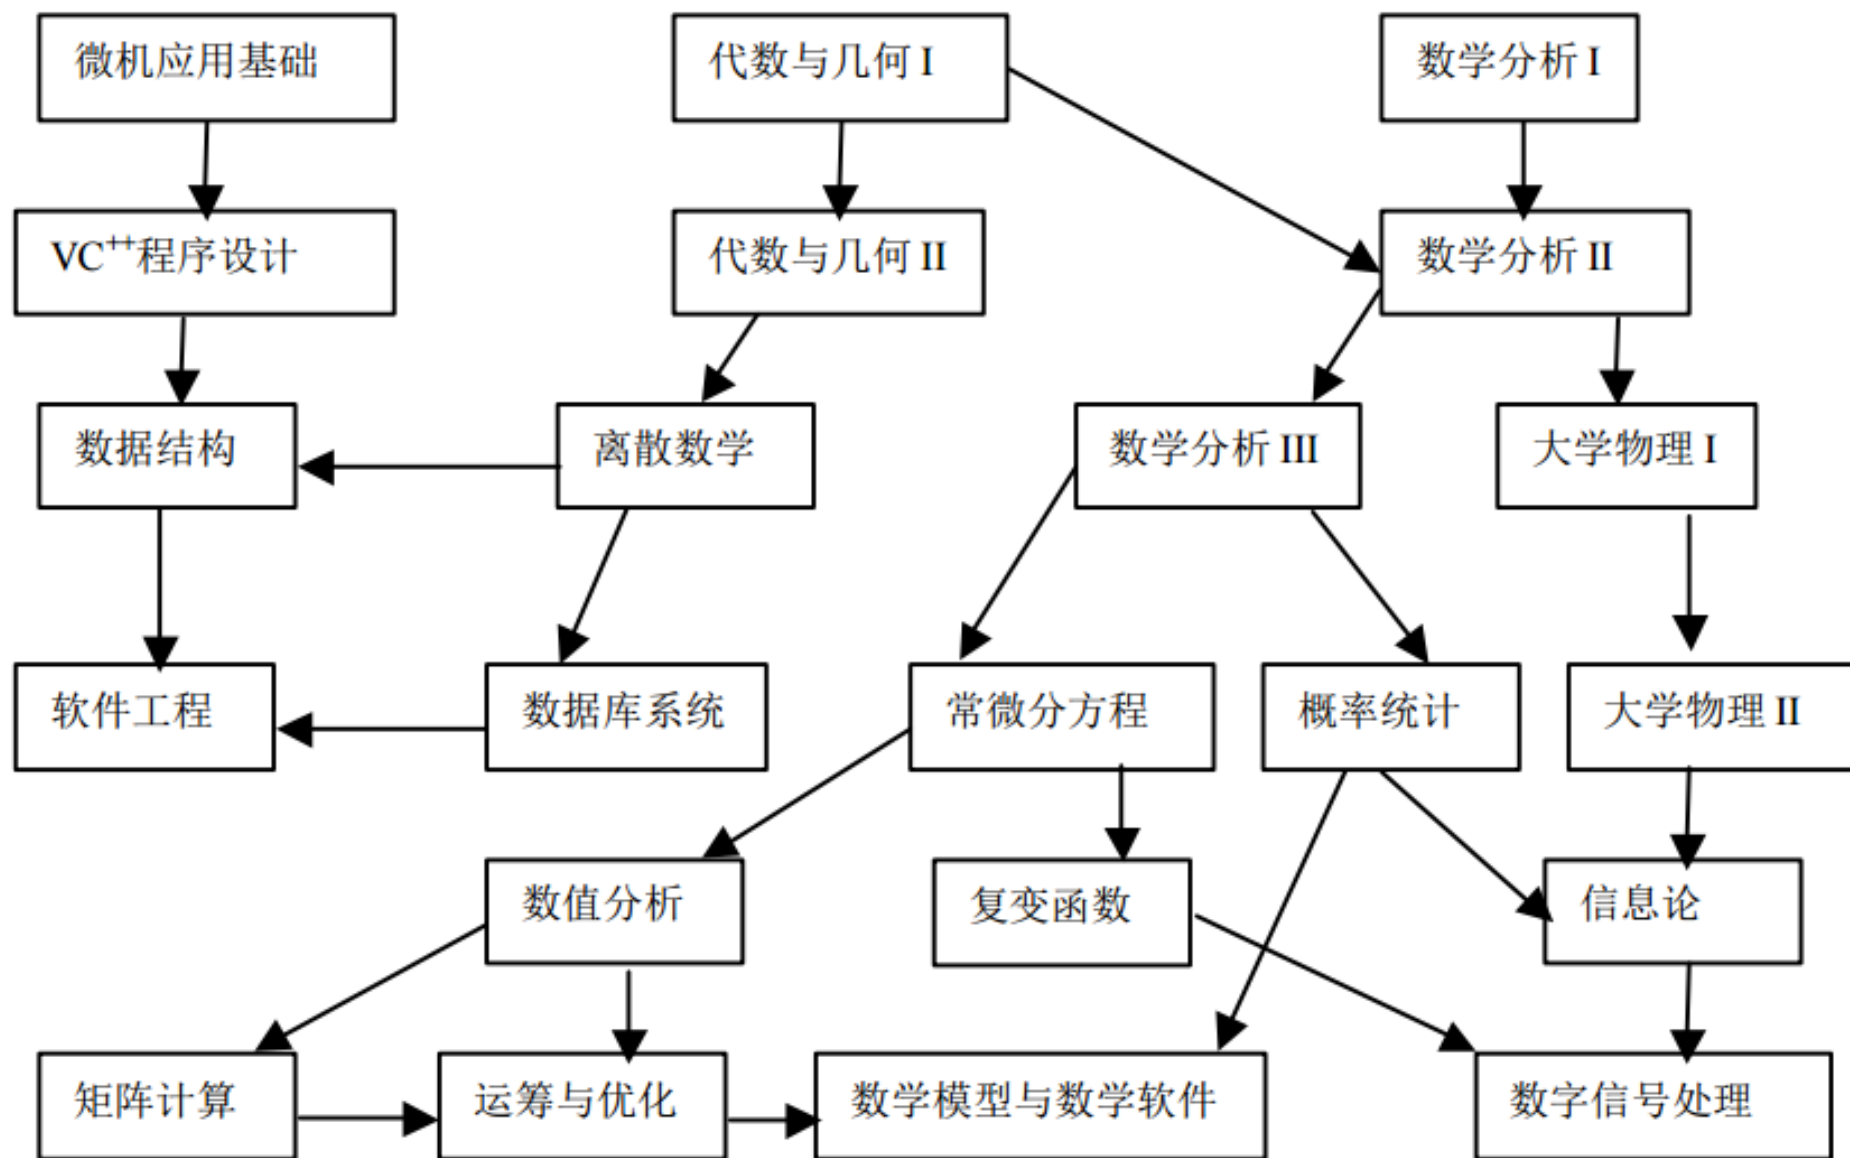 微机应用基础
代数与几何 I
数学分析 I
VC++程序设计
代数与几何 II
数学分析 II
数据结构
离散数学
数学分析 III
大学物理 I
软件工程
数据库系统
常微分方程
概率统计
大学物理 II
数值分析
复变函数
信息论
矩阵计算
运筹与优化
数学模型与数学软件
数字信号处理